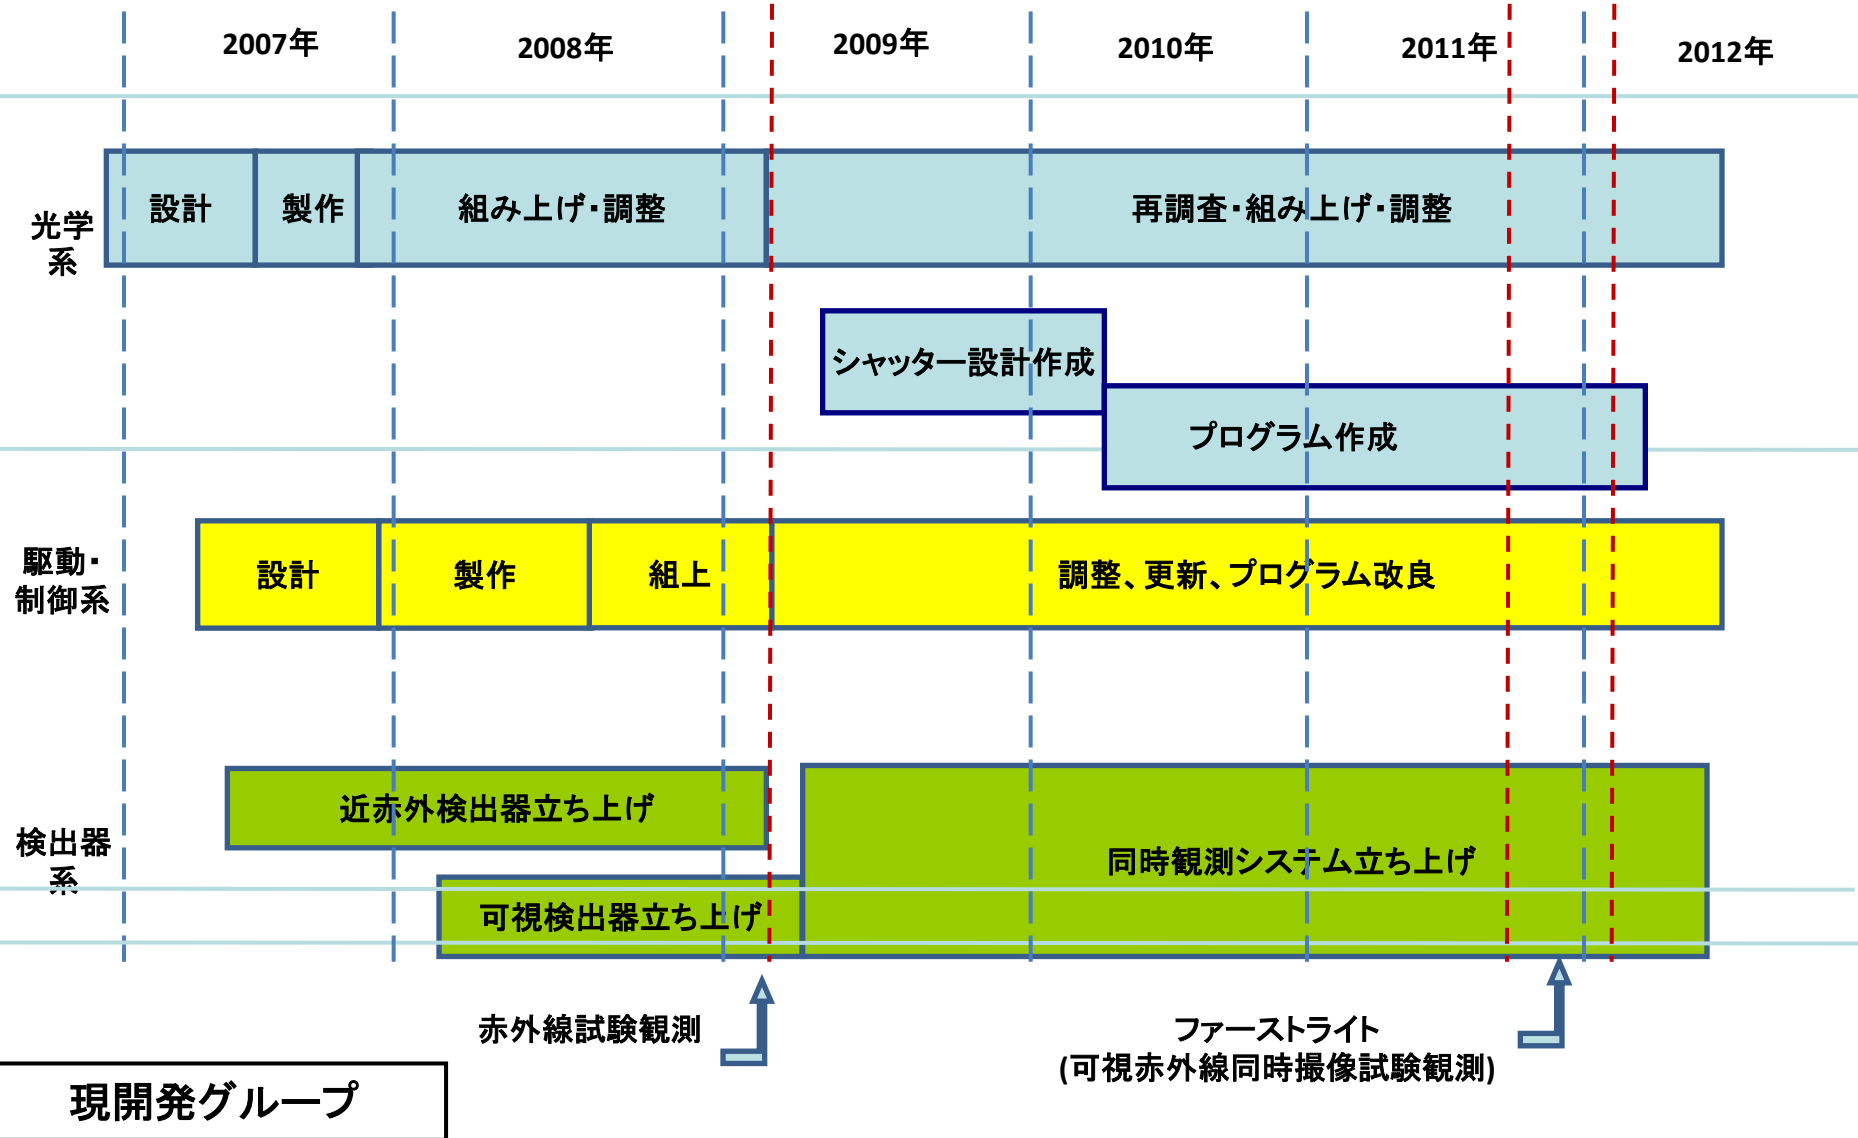 2007年
2008年
2009年
2010年
2011年
2012年
光学
系
設計
製作
組み上げ・調整
再調査・組み上げ・調整
シャッター設計作成
プログラム作成
駆動・
制御系
設計
製作
組上
調整、更新、プログラム改良
検出器
系
近赤外検出器立ち上げ
可視検出器立ち上げ
同時観測システム立ち上げ
赤外線試験観測
ファーストライト
(可視赤外線同時撮像試験観測)
現開発グループ